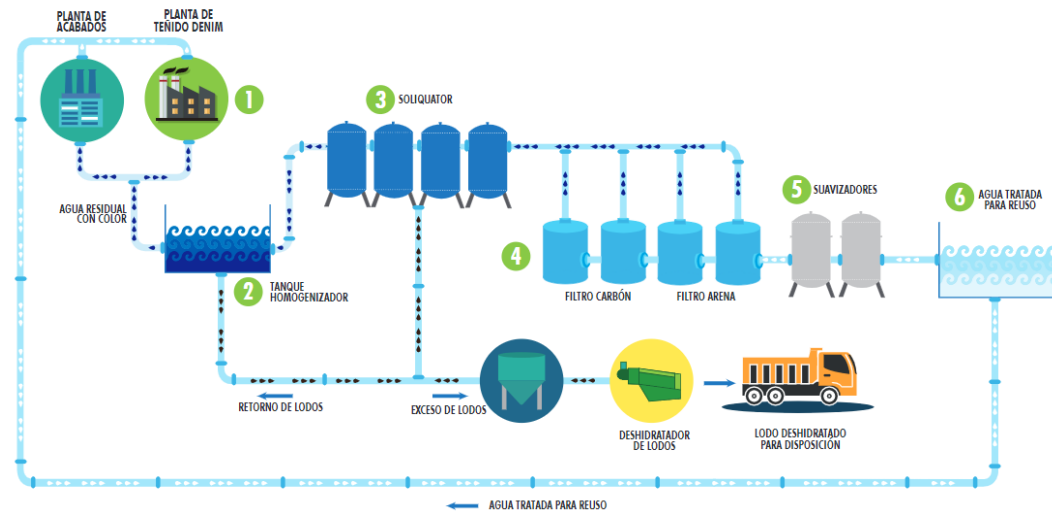 PLANTA DE
ACABADOS
PLANTA DE
TEÑIDO DENIM
1
3 SOLIQUATOR
AGUA RESIDUAL
CON COLOR
2 TANQUE
HOMOGENIZADOR
4
FILTRO CARBÓN
FILTRO ARENA
5 SUAVIZADORES
6 AGUA TRATADA
PARA REUSO
RETORNO DE LODOS
EXCESO DE LODOS
DESHIDRATADOR
DE LODOS
LODO DESHIDRATADO
PARA DISPOSICIÓN
AGUA TRATADA PARA REUSO